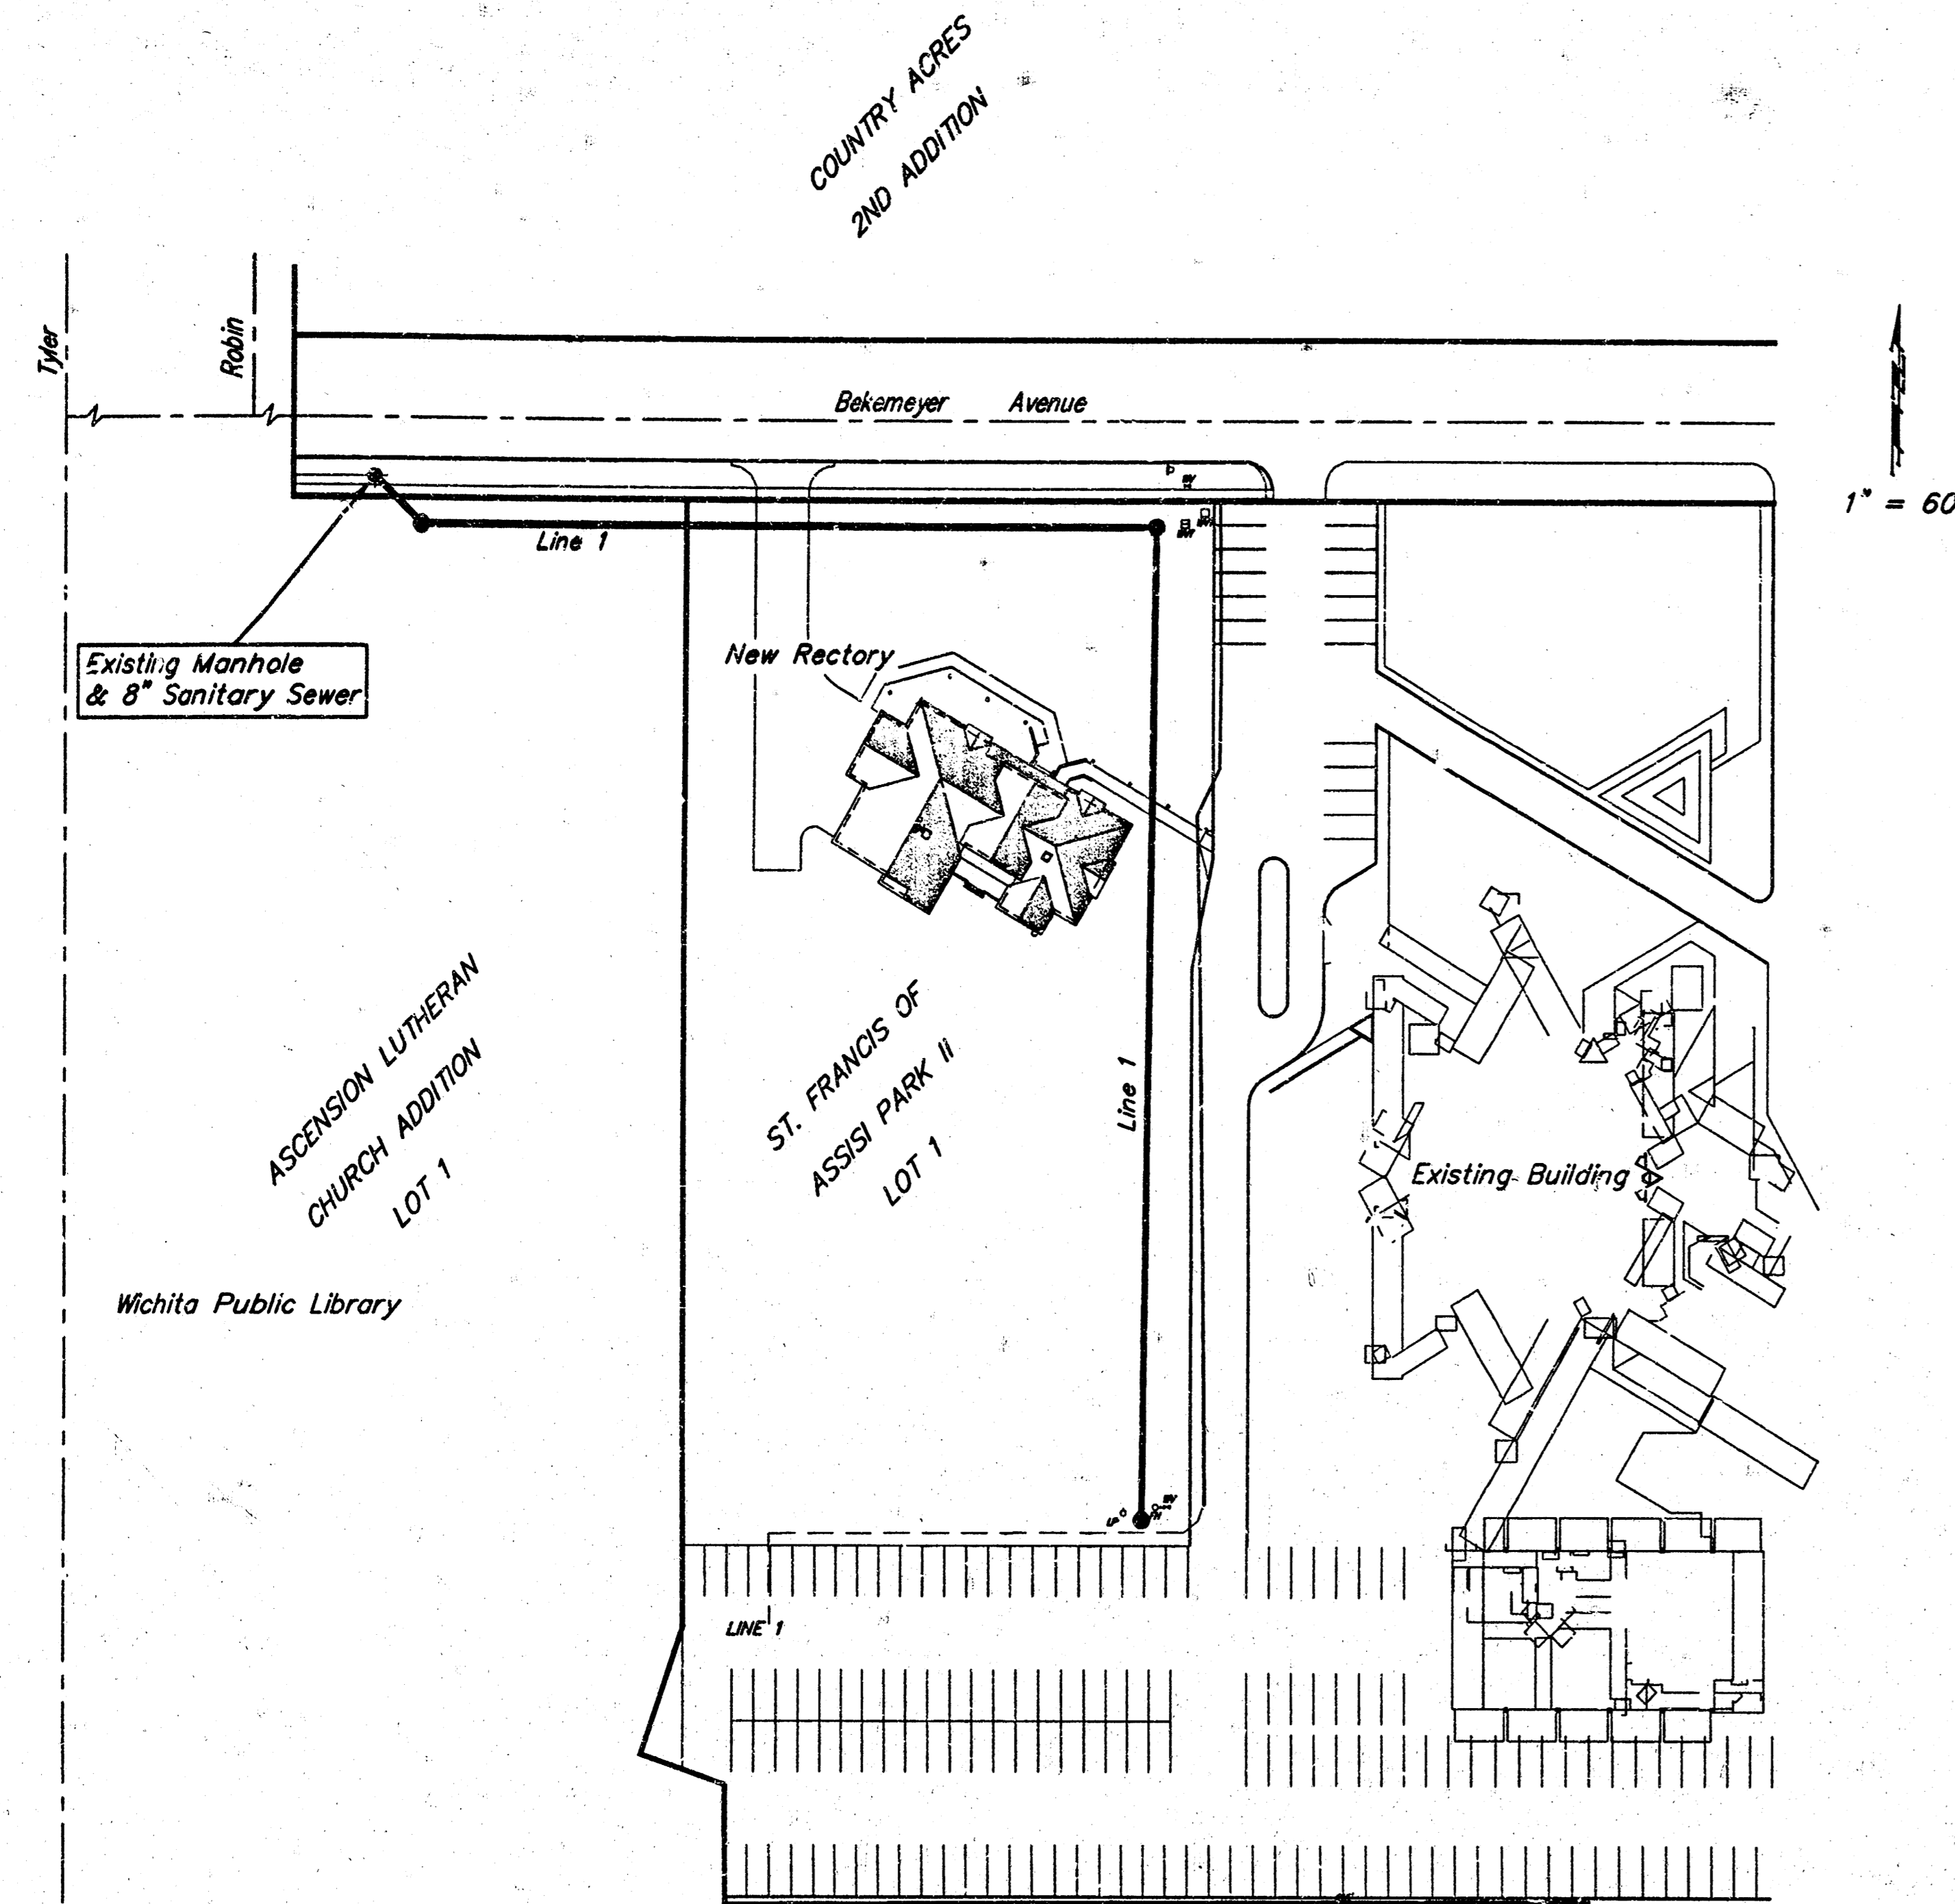 COUNTRY ACRES
2ND ADDITION
Tyler
Robin
Bekemeyer Avenue
1" = 60
Line 1
Existing Manhole
& 8" Sanitary Sewer
New Rectory
ASCENSION LUTHERAN
CHURCH ADDITION
LOT 1
ST. FRANCIS OF
ASSISI PARK II
LOT 1
Line 1
Existing Building
Wichita Public Library
LINE 1